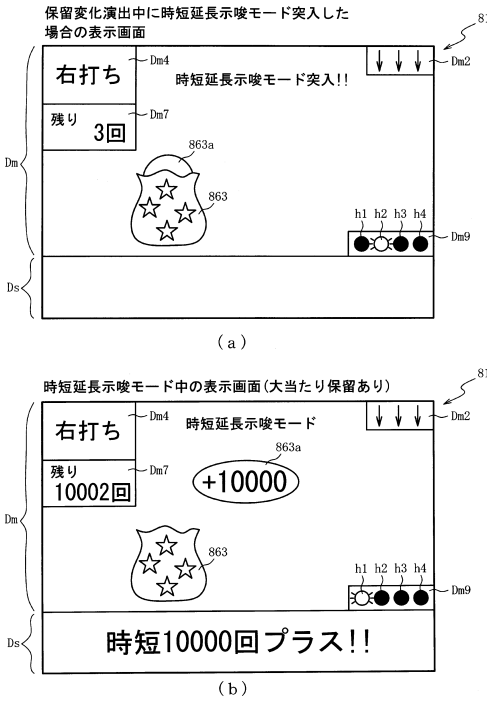 保留変化演出中に時短延長示唆モード突入した
場合の表示画面
81
右打ち
Dm4
時短延長示唆モード突入!!
Dm2
残り
3回
Dm7
Dm
863a
863
h1 h2 h3 h4
Dm9
Ds
(a)
時短延長示唆モード中の表示画面(大当たり保留あり)
81
右打ち
Dm4
時短延長示唆モード
Dm2
残り
10002回
Dm7
863a
+10000
Dm
863
h1 h2 h3 h4
Dm9
Ds
時短10000回プラス!!
(b)